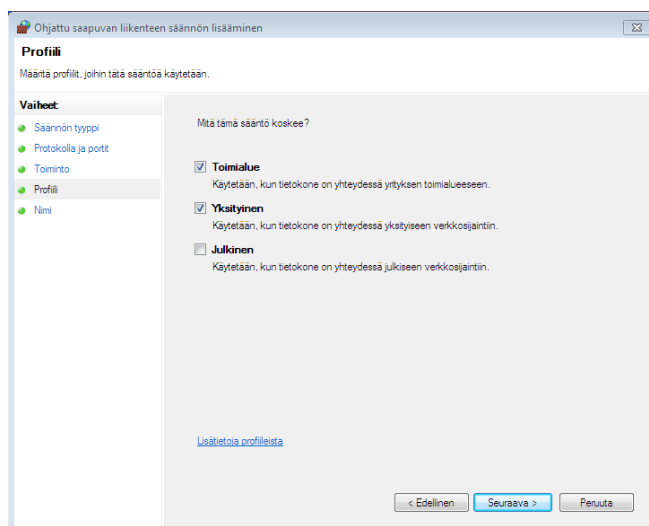 Ohjattu saapuvan liikenteen säännön lisääminen
Profiili
Määritä profiilit, joihin tätä sääntöä käytetään.
Vaiheet:
Säännön tyyppi
Protokolla ja portit
Toiminto
Profiili
Nimi
Mitä tämä sääntö koskee?
Toimialue
Käytetään, kun tietokone on yhteydessä yrityksen toimialueeseen.
Yksityinen
Käytetään, kun tietokone on yhteydessä yksityiseen verkkosijaintiin.
Julkinen
Käytetään, kun tietokone on yhteydessä julkiseen verkkosijaintiin.
Lisätietoja profiileista
< Edellinen
Seuraava >
Peruuta